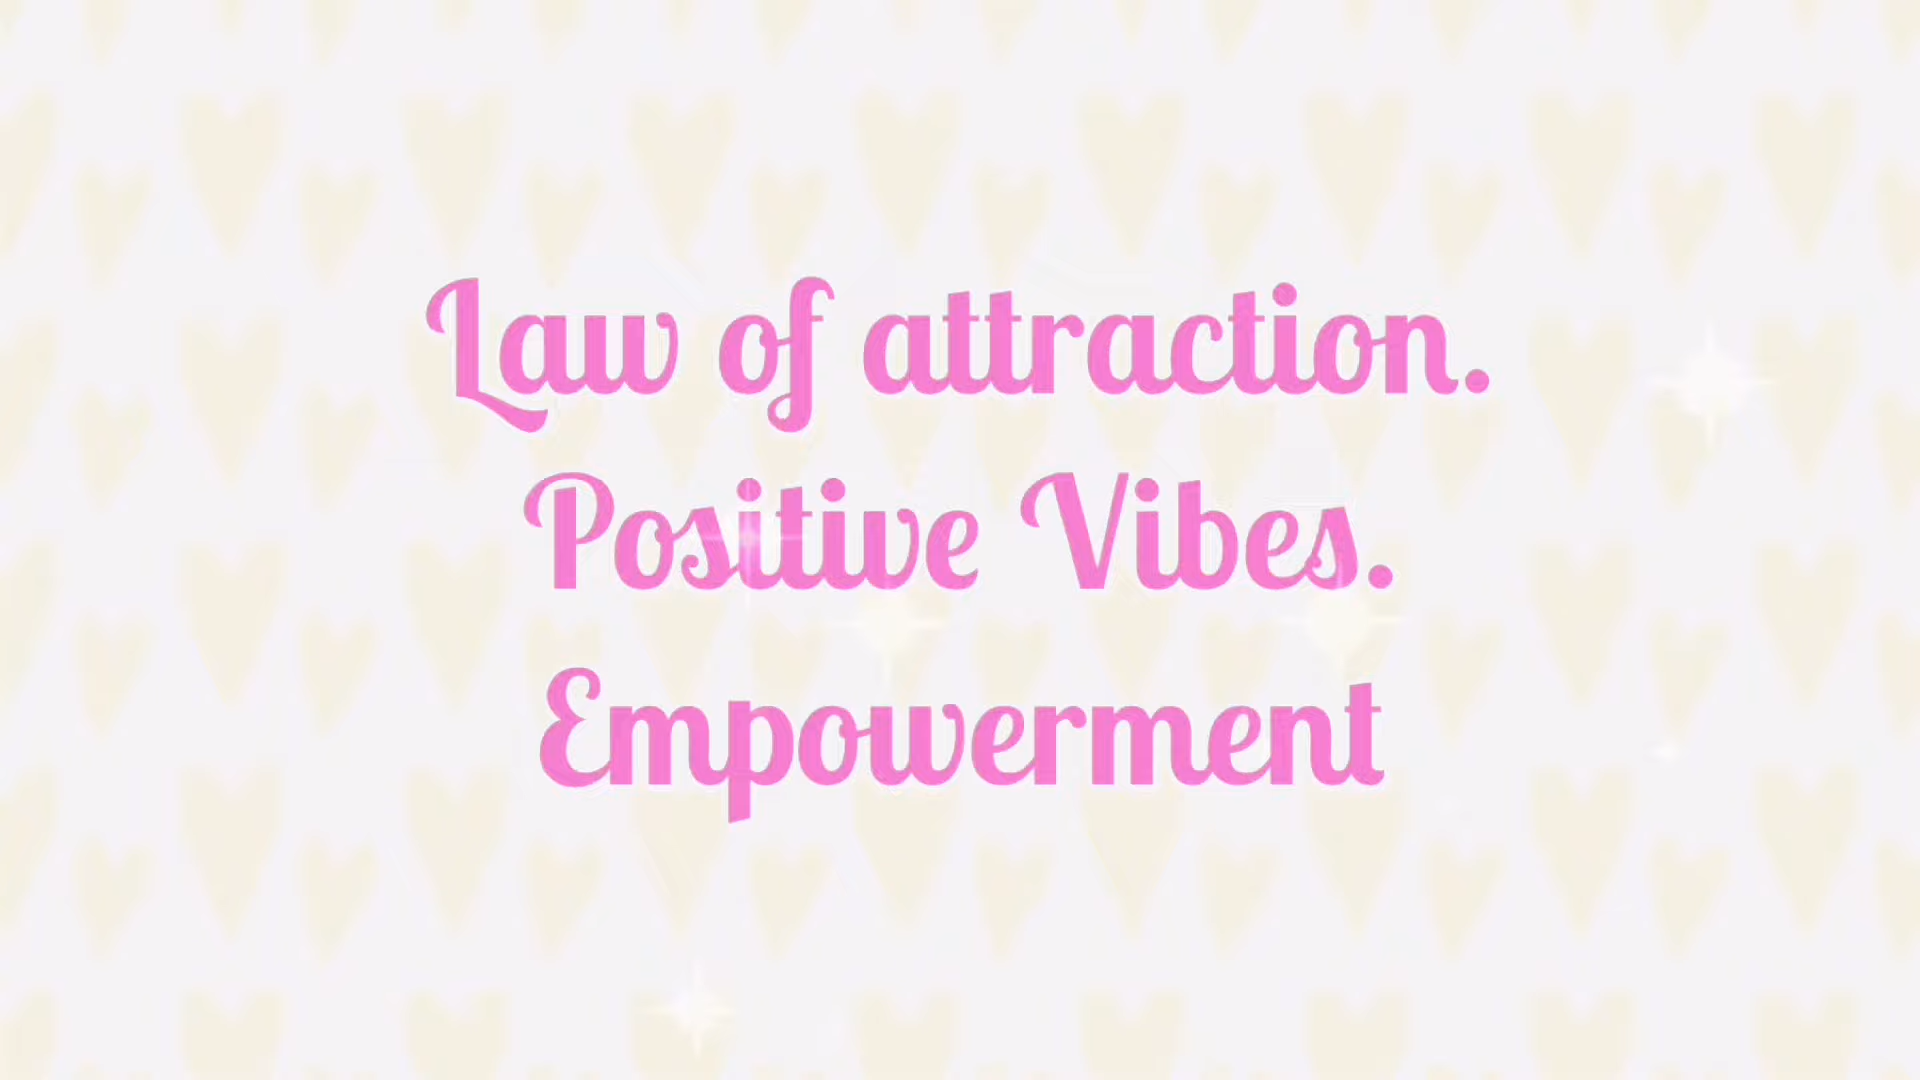 Law of attraction.
Positive Vibes.
Empowerment